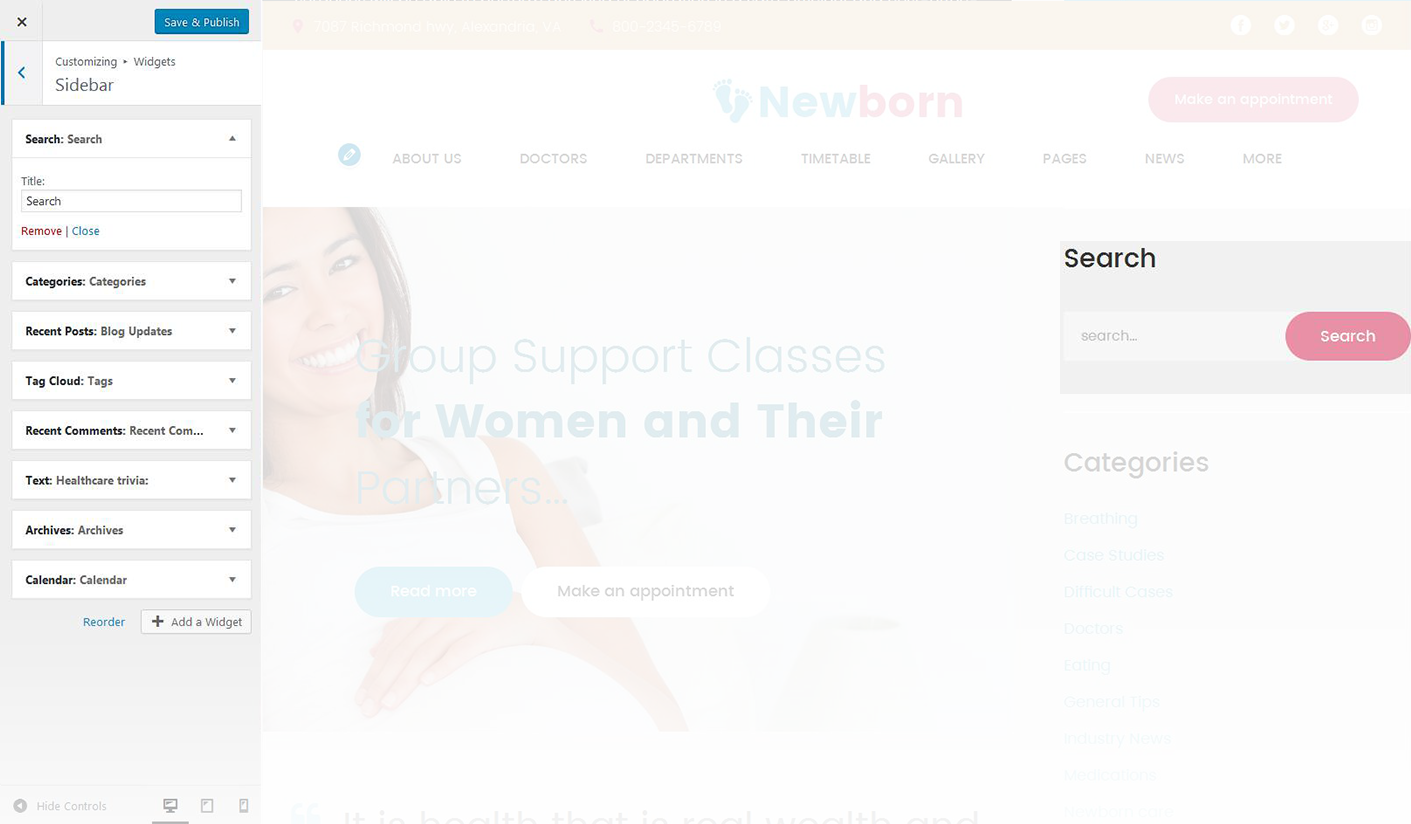 Save & Publish
Customizing ▸ Widgets
Sidebar
Search: Search
Title:
Search
Remove | Close
Categories: Categories
Recent Posts: Blog Updates
Tag Cloud: Tags
Recent Comments: Recent Com...
Text: Healthcare trivia:
Archives: Archives
Calendar: Calendar
Reorder
Add a Widget
Hide Controls
7087 Richmond hwy, Alexandria, VA
800-2345-6789
Newborn
Make an appointment
ABOUT US DOCTORS DEPARTMENTS TIMETABLE GALLERY PAGES NEWS MORE
Group Support Classes
for Women and Their
Partners...
Read more
Make an appointment
Search
search...
Search
Categories
Breathing
Case Studies
Difficult Cases
Doctors
Eating
General Tips
Industry News
Medications
Newborn care
It is health that is real wealth and